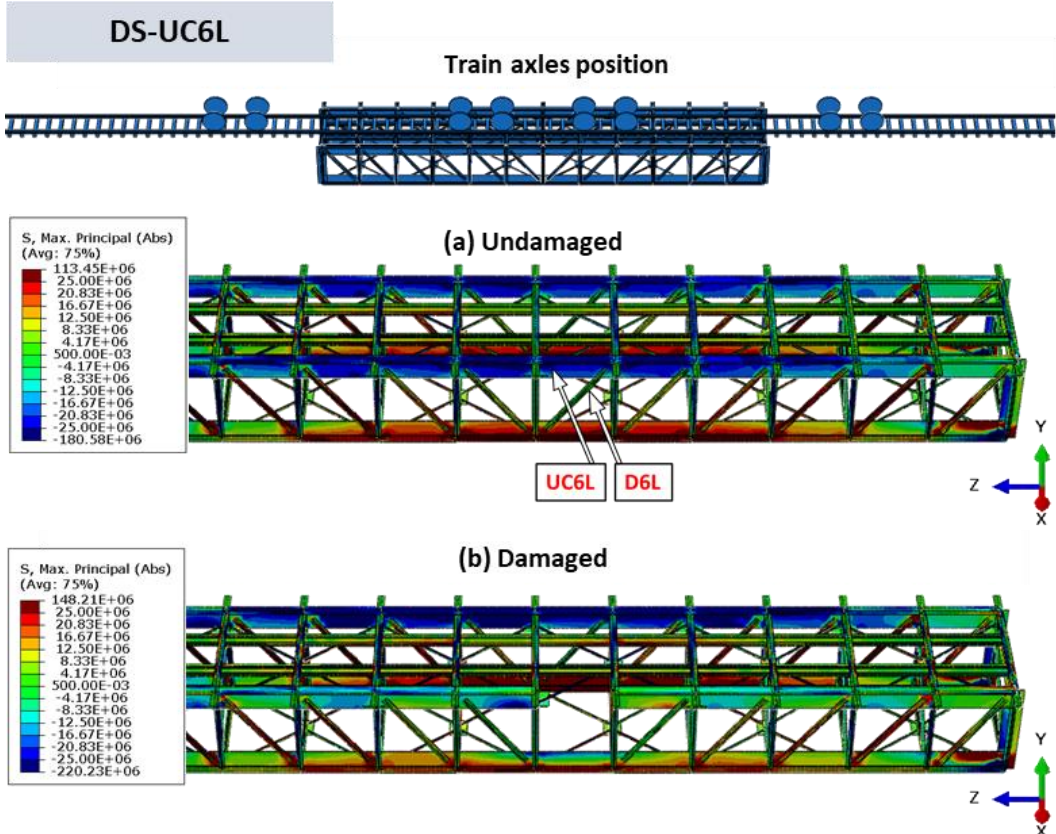 DS-UC6L
Train axles position
(a) Undamaged
S, Max. Principal (Abs)
(Avg: 75%)
113.45E+06
25.00E+06
20.83E+06
16.67E+06
12.50E+06
8.33E+06
4.17E+06
500.00E-03
-4.17E+06
-8.33E+06
-12.50E+06
-16.67E+06
-20.83E+06
-25.00E+06
-180.58E+06
UC6L
D6L
Y
Z
X
(b) Damaged
S, Max. Principal (Abs)
(Avg: 75%)
148.21E+06
25.00E+06
20.83E+06
16.67E+06
12.50E+06
8.33E+06
4.17E+06
500.00E-03
-4.17E+06
-8.33E+06
-12.50E+06
-16.67E+06
-20.83E+06
-25.00E+06
-220.23E+06
Y
Z
X